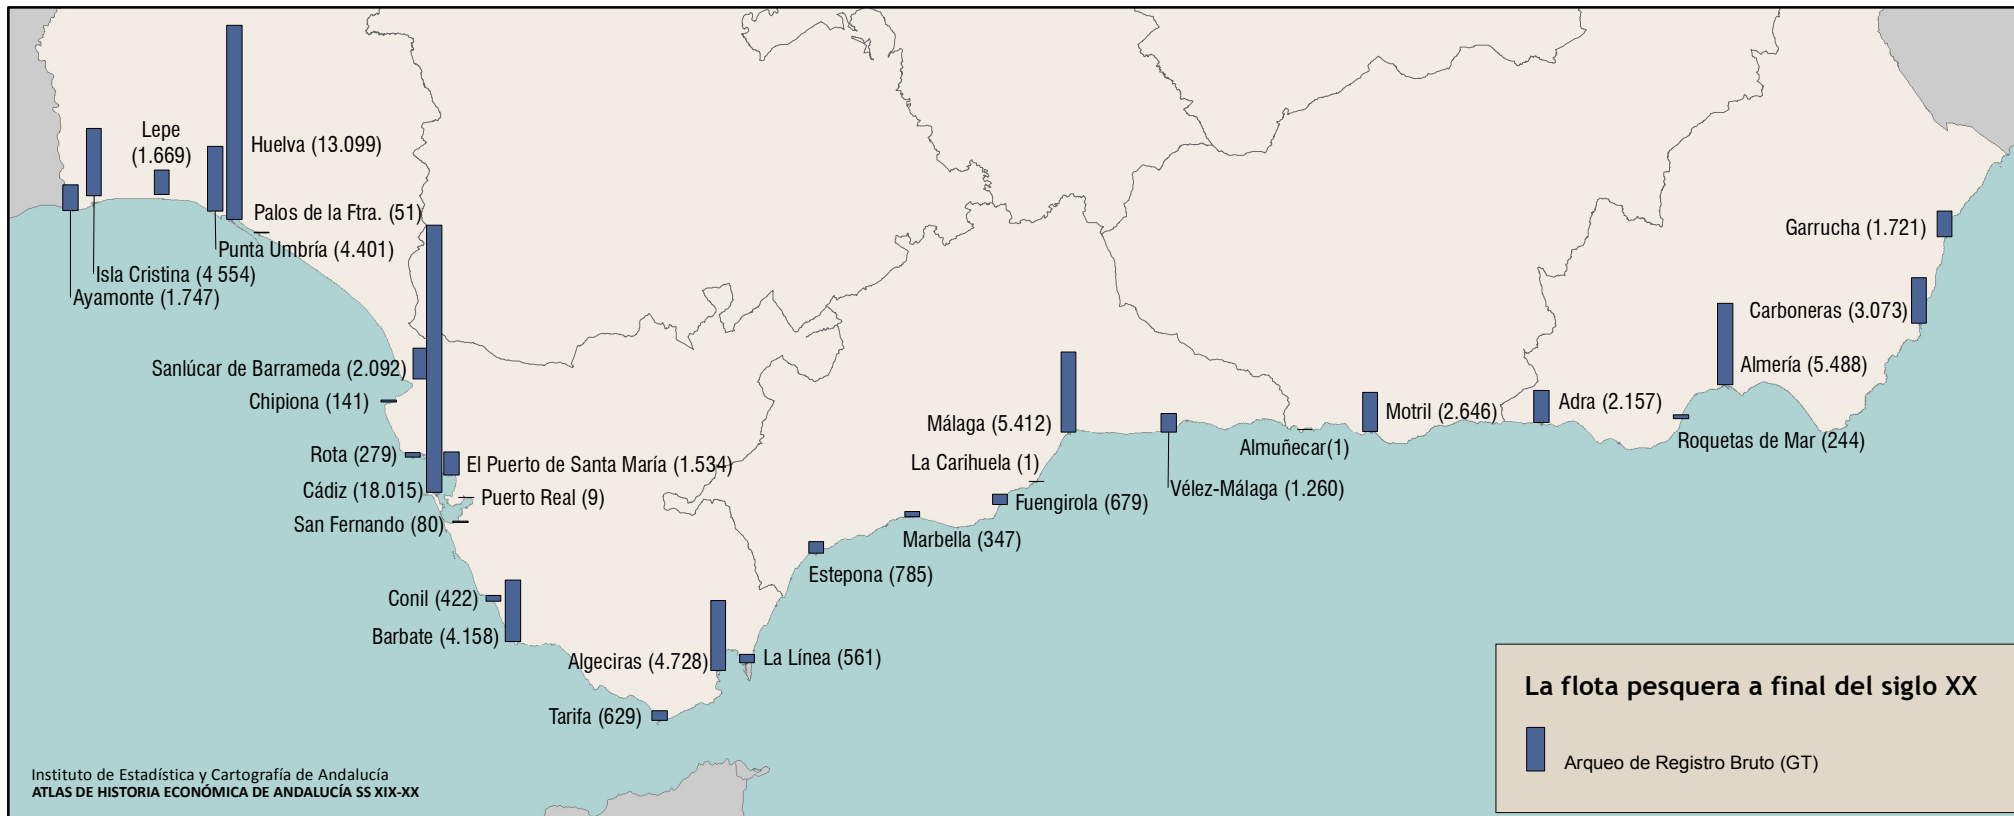 Lepe
(1.669)
Huelva (13.099)
Palos de la Ftra. (51)
Punta Umbría (4.401)
Isla Cristina (4 554)
Ayamonte (1.747)
Garrucha (1.721)
Carboneras (3.073)
Sanlúcar de Barrameda (2.092)
Almería (5.488)
Chipiona (141)
Málaga (5.412)
Motril (2.646)
Adra (2.157)
Roquetas de Mar (244)
Almuñecar(1)
Rota (279)
El Puerto de Santa María (1.534)
La Carihuela (1)
Cádiz (18.015)
Puerto Real (9)
Vélez-Málaga (1.260)
Fuengirola (679)
San Fernando (80)
Marbella (347)
Estepona (785)
Conil (422)
Barbate (4.158)
Algeciras (4.728)
La Línea (561)
Tarifa (629)
La flota pesquera a final del siglo XX
Arqueo de Registro Bruto (GT)
Instituto de Estadística y Cartografía de Andalucía
ATLAS DE HISTORIA ECONÓMICA DE ANDALUCÍA SS XIX-XX